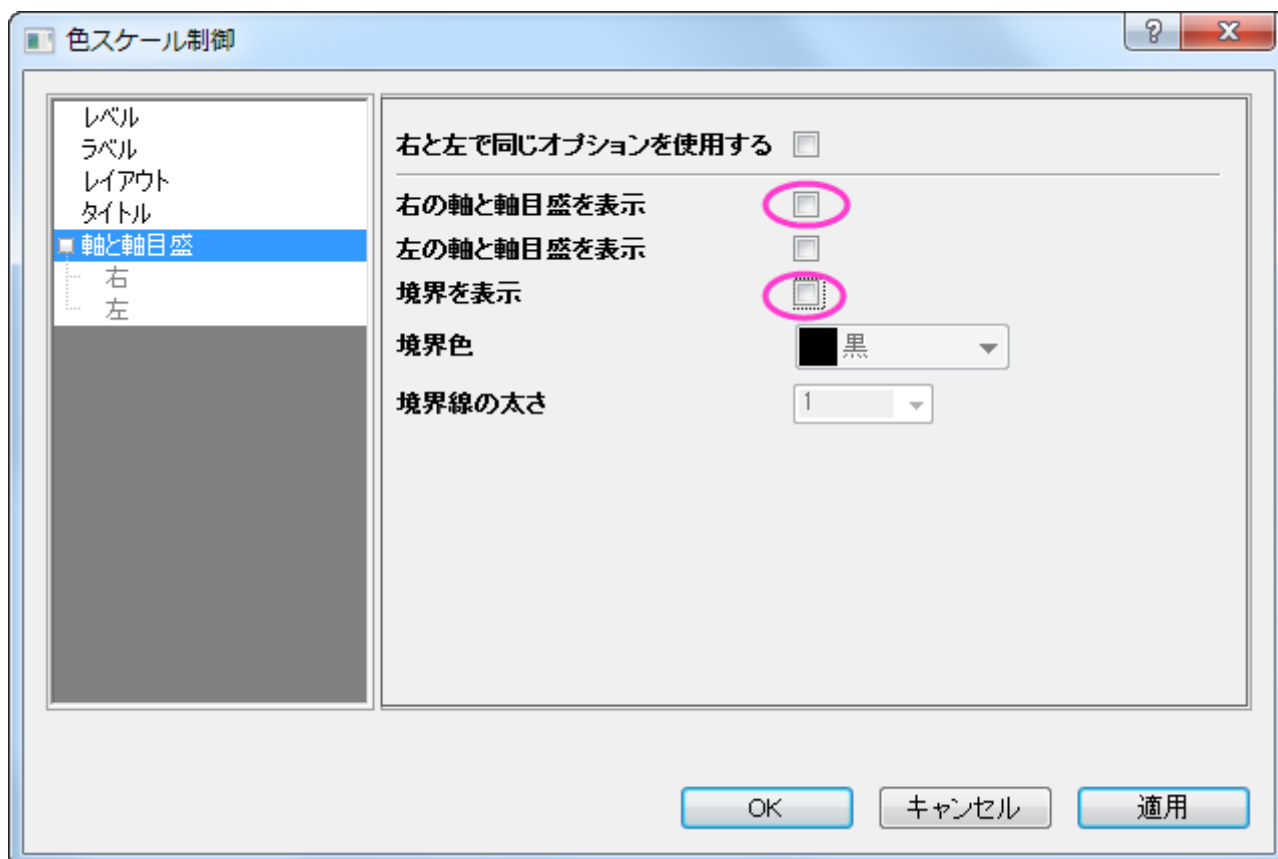 色スケール制御
レベル
ラベル
レイアウト
タイトル
軸と軸目盛
右
左
右と左で同じオプションを使用する
右の軸と軸目盛を表示
左の軸と軸目盛を表示
境界を表示
境界色
黒
境界線の太さ
1
OK
キャンセル
適用